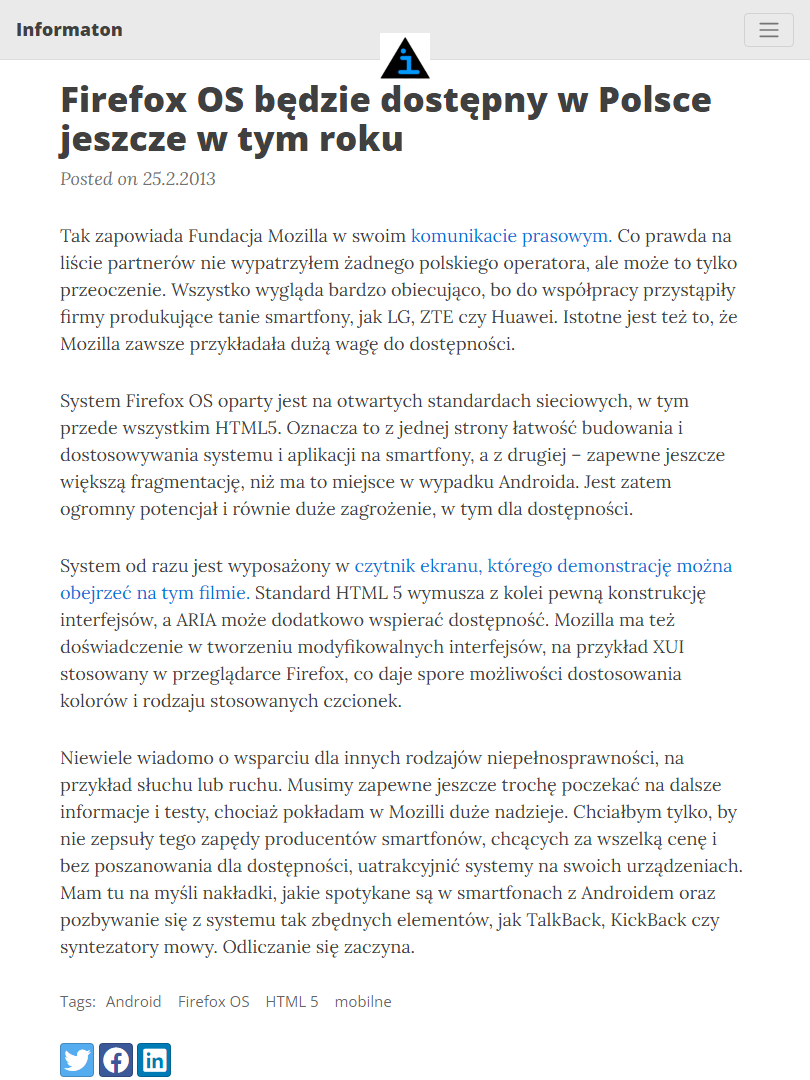 Informaton
i
Firefox OS będzie dostępny w Polsce
jeszcze w tym roku
Posted on 25.2.2013
Tak zapowiada Fundacja Mozilla w swoim komunikacie prasowym. Co prawda na
liście partnerów nie wypatrzyłem żadnego polskiego operatora, ale może to tylko
przeoczenie. Wszystko wygląda bardzo obiecująco, bo do współpracy przystąpiły
firmy produkujące tanie smartfony, jak LG, ZTE czy Huawei. Istotne jest też to, że
Mozilla zawsze przykładała dużą wagę do dostępności.
System Firefox OS oparty jest na otwartych standardach sieciowych, w tym
przede wszystkim HTML5. Oznacza to z jednej strony łatwość budowania i
dostosowywania systemu i aplikacji na smartfony, a z drugiej – zapewne jeszcze
większą fragmentację, niż ma to miejsce w wypadku Androida. Jest zatem
ogromny potencjał i równie duże zagrożenie, w tym dla dostępności.
System od razu jest wyposażony w czytnik ekranu, którego demonstrację można
obejrzeć na tym filmie. Standard HTML 5 wymusza z kolei pewną konstrukcję
interfejsów, a ARIA może dodatkowo wspierać dostępność. Mozilla ma też
doświadczenie w tworzeniu modyfikowalnych interfejsów, na przykład XUI
stosowany w przeglądarce Firefox, co daje spore możliwości dostosowania
kolorów i rodzaju stosowanych czcionek.
Niewiele wiadomo o wsparciu dla innych rodzajów niepełnosprawności, na
przykład słuchu lub ruchu. Musimy zapewne jeszcze trochę poczekać na dalsze
informacje i testy, chociaż pokładam w Mozilli duże nadzieje. Chciałbym tylko, by
nie zepsuły tego zapędy producentów smartfonów, chcących za wszelką cenę i
bez poszanowania dla dostępności, uatrakcyjnić systemy na swoich urządzeniach.
Mam tu na myśli nakładki, jakie spotykane są w smartfonach z Androidem oraz
pozbywanie się z systemu tak zbędnych elementów, jak TalkBack, KickBack czy
syntezatory mowy. Odliczanie się zaczyna.
Tags: Android Firefox OS HTML 5 mobilne